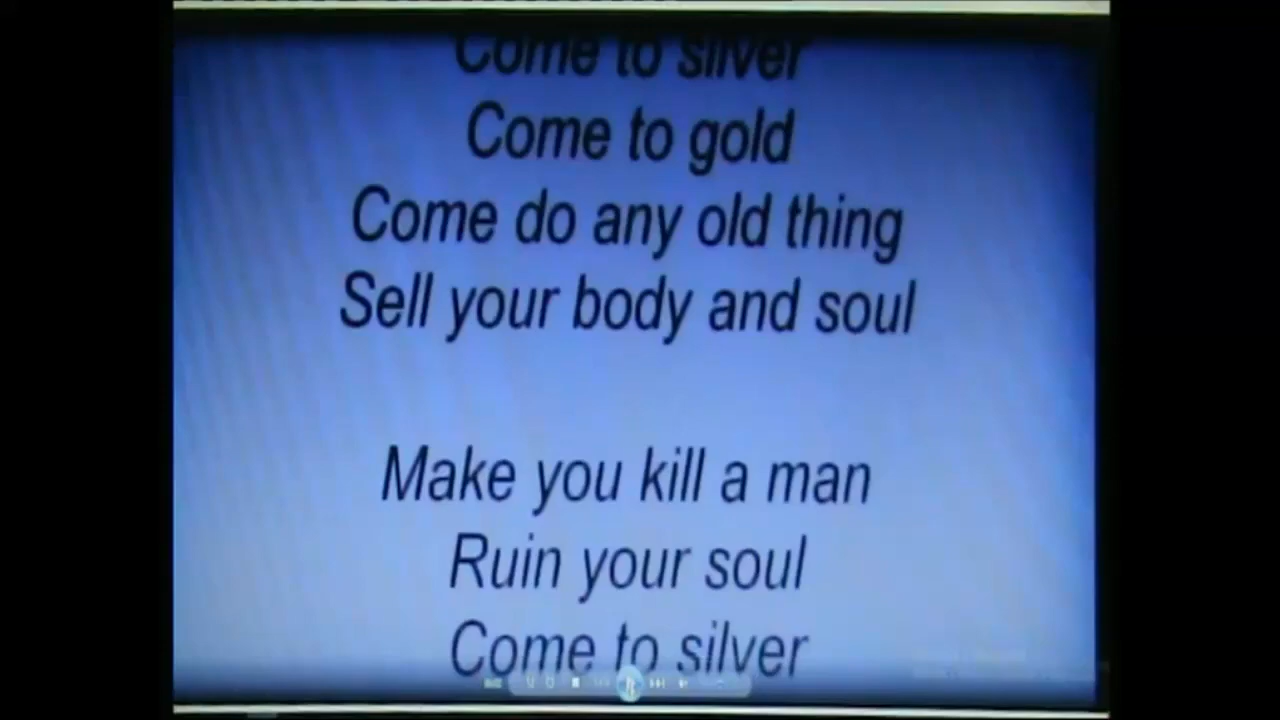 Come to silver
Come to gold
Come do any old thing
Sell your body and soul
Make you kill a man
Ruin your soul
Come to silver